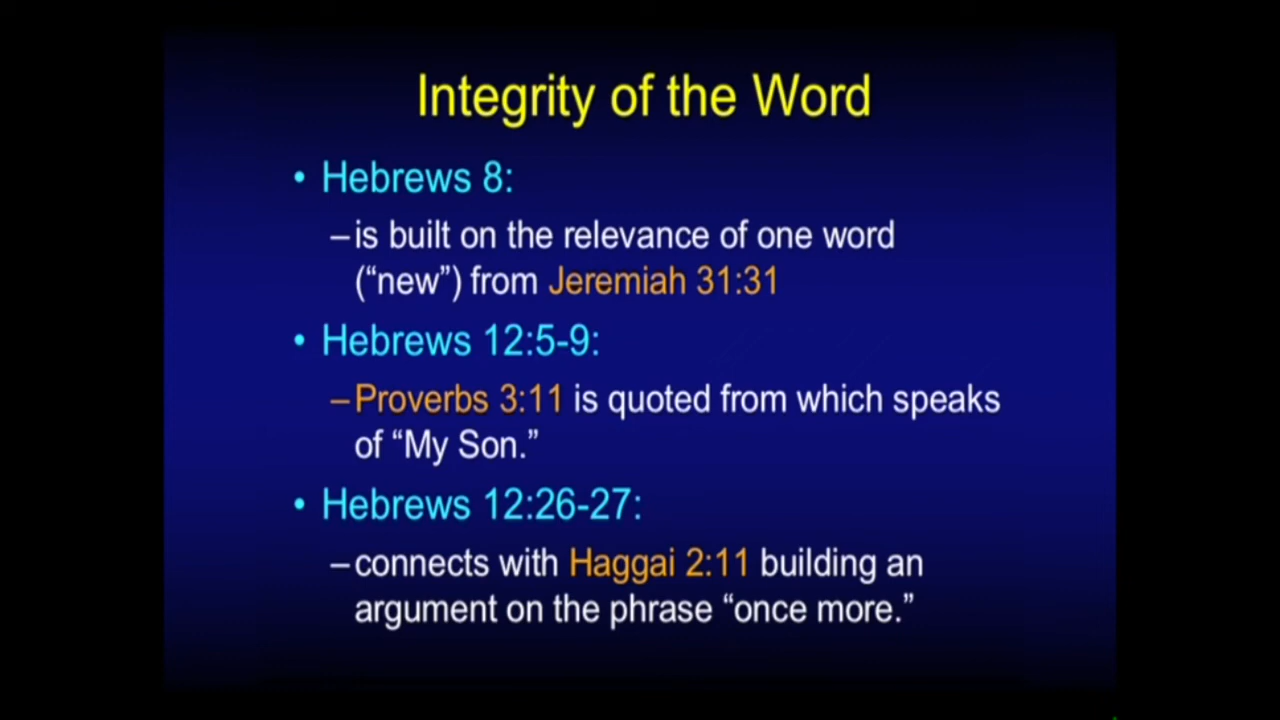 Integrity of the Word
• Hebrews 8:
–is built on the relevance of one word
(“new”) from Jeremiah 31:31
• Hebrews 12:5-9:
–Proverbs 3:11 is quoted from which speaks
of “My Son.”
• Hebrews 12:26-27:
–connects with Haggai 2:11 building an
argument on the phrase “once more.”